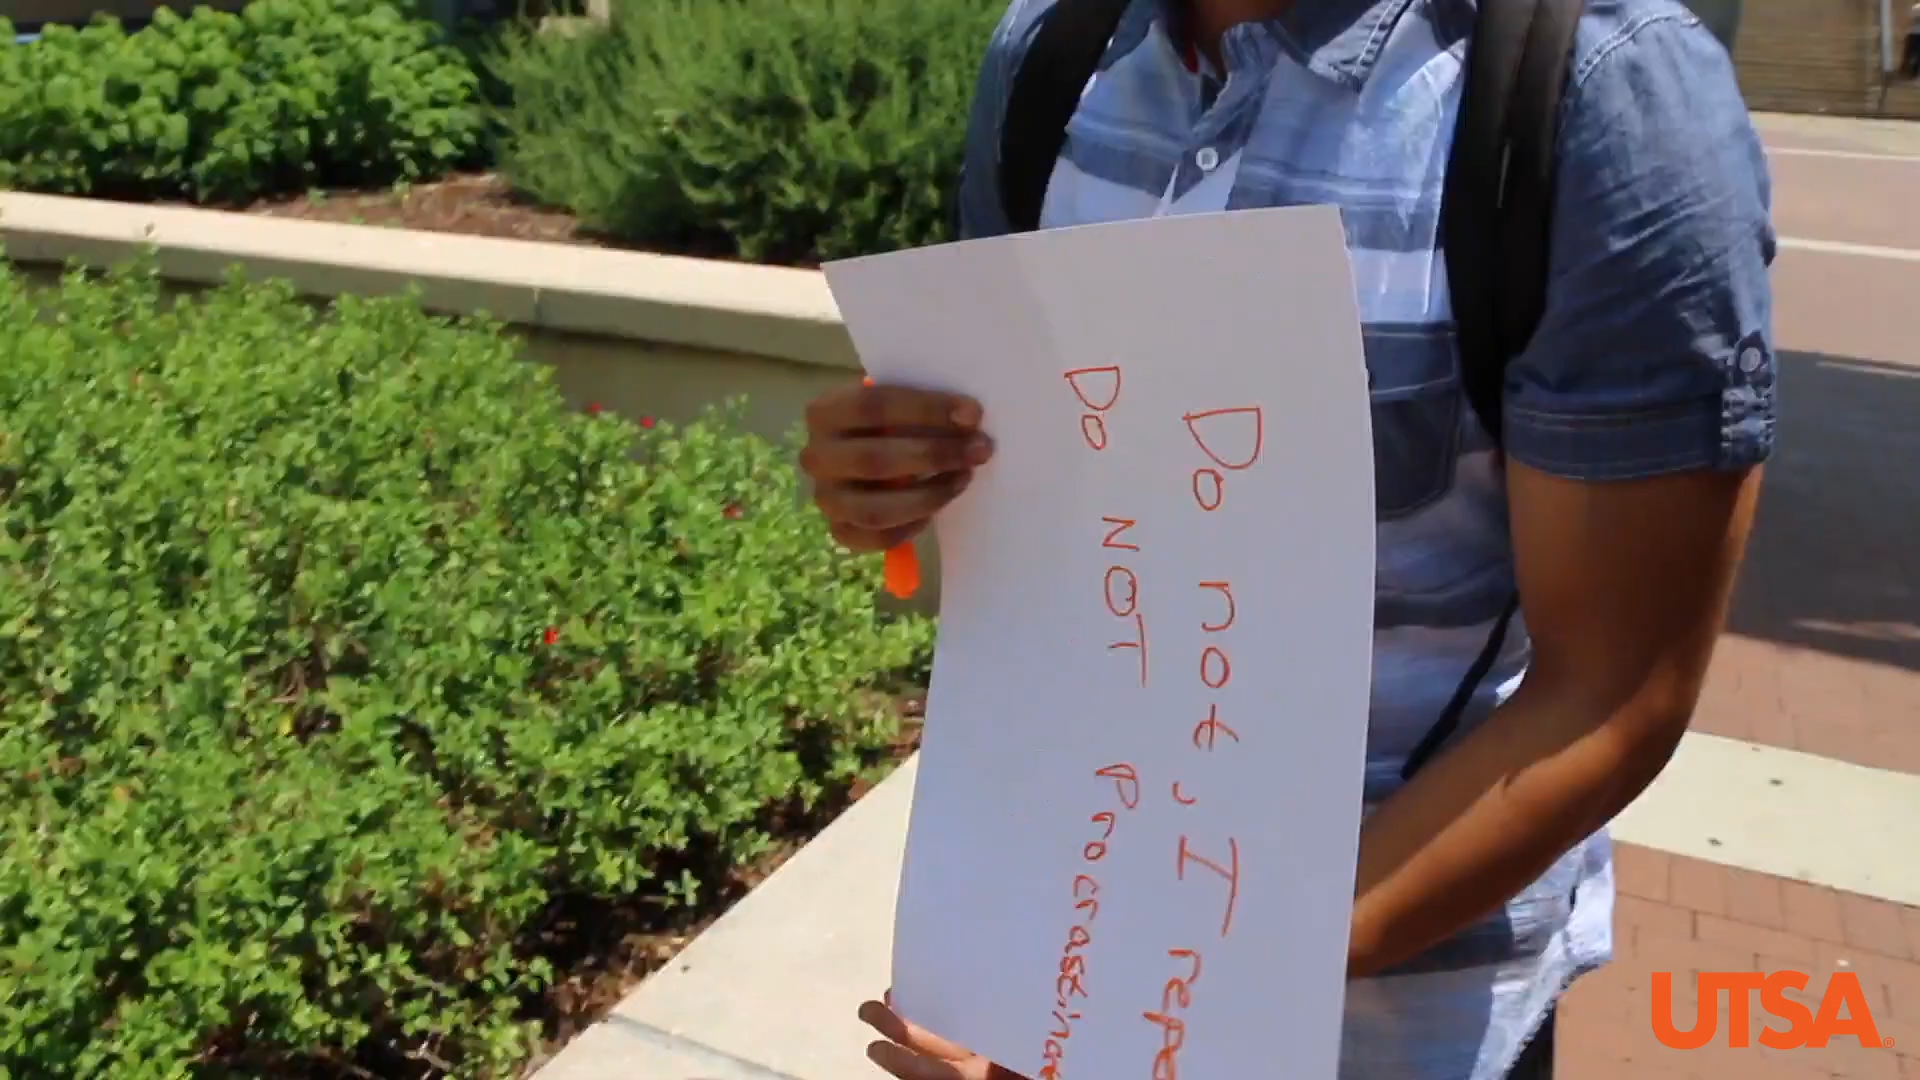 Do not, I repe
Do NOT Procrastinate
UTSA